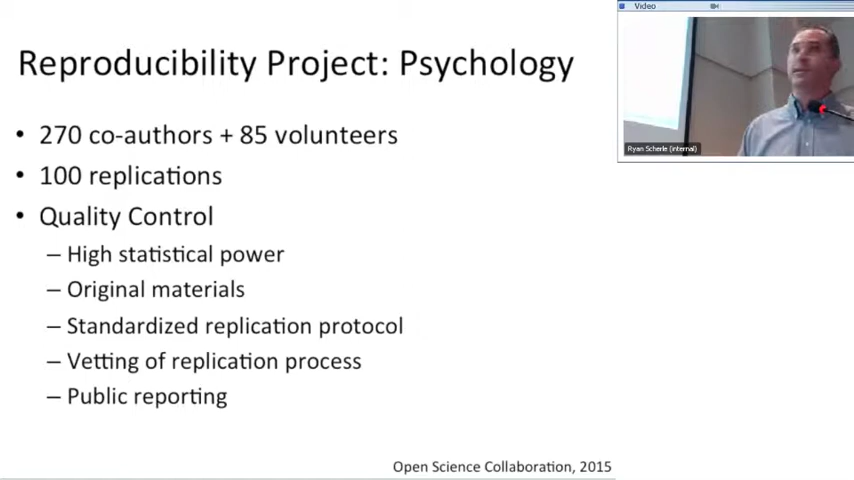 Reproducibility Project: Psychology
• 270 co-authors + 85 volunteers
• 100 replications
• Quality Control
– High statistical power
– Original materials
– Standardized replication protocol
– Vetting of replication process
– Public reporting
Open Science Collaboration, 2015
Video
Ryan Scherle (internal)